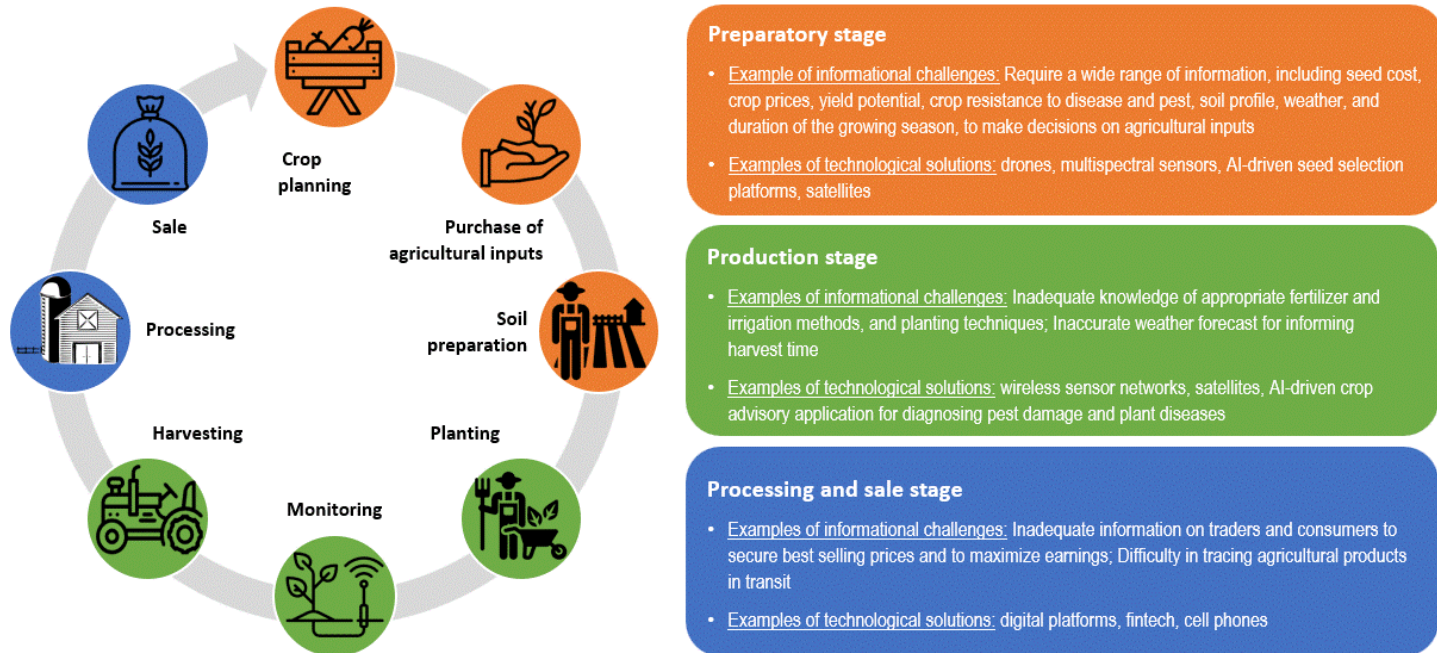 Crop
planning
Purchase of
agricultural inputs
Soil
preparation
Planting
Monitoring
Harvesting
Processing
Sale
Preparatory stage
• Example of informational challenges: Require a wide range of information, including seed cost,
crop prices, yield potential, crop resistance to disease and pest, soil profile, weather, and
duration of the growing season, to make decisions on agricultural inputs
• Examples of technological solutions: drones, multispectral sensors, AI-driven seed selection
platforms, satellites
Production stage
• Examples of informational challenges: Inadequate knowledge of appropriate fertilizer and
irrigation methods, and planting techniques; Inaccurate weather forecast for informing
harvest time
• Examples of technological solutions: wireless sensor networks, satellites, AI-driven crop
advisory application for diagnosing pest damage and plant diseases
Processing and sale stage
• Examples of informational challenges: Inadequate information on traders and consumers to
secure best selling prices and to maximize earnings; Difficulty in tracing agricultural products
in transit
• Examples of technological solutions: digital platforms, fintech, cell phones